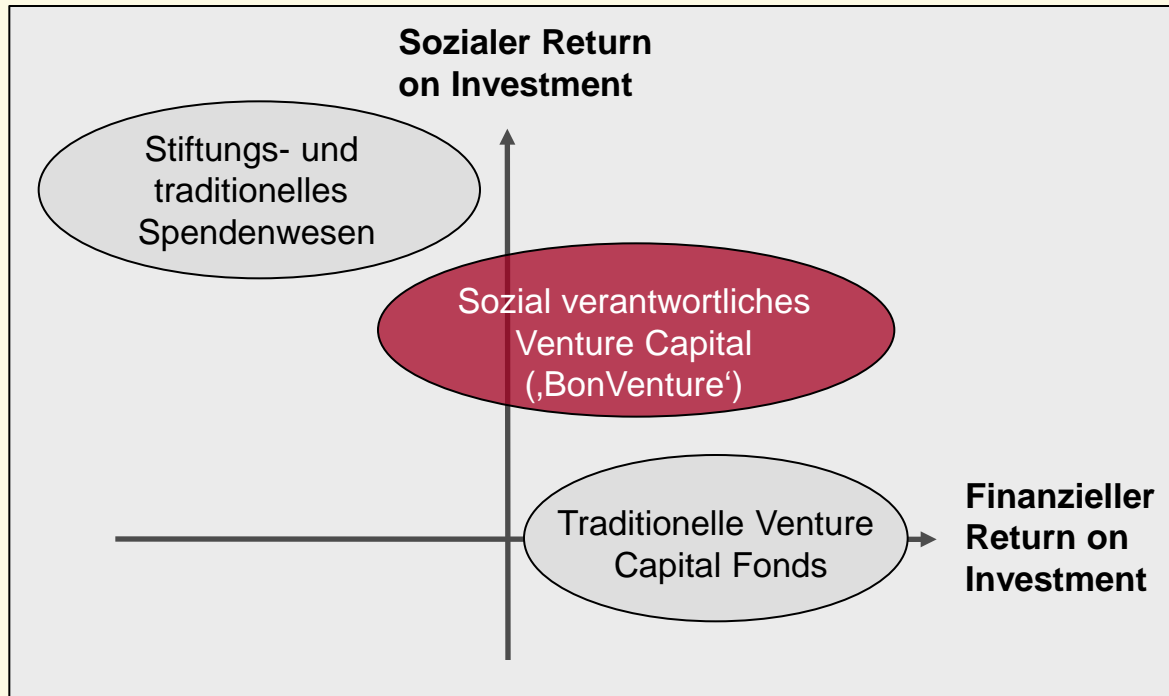 Sozialer Return
on Investment
Stiftungs- und
traditionelles
Spendenwesen
Sozial verantwortliches
Venture Capital
(‚BonVenture‘)
Traditionelle Venture
Capital Fonds
Finanzieller
Return on
Investment